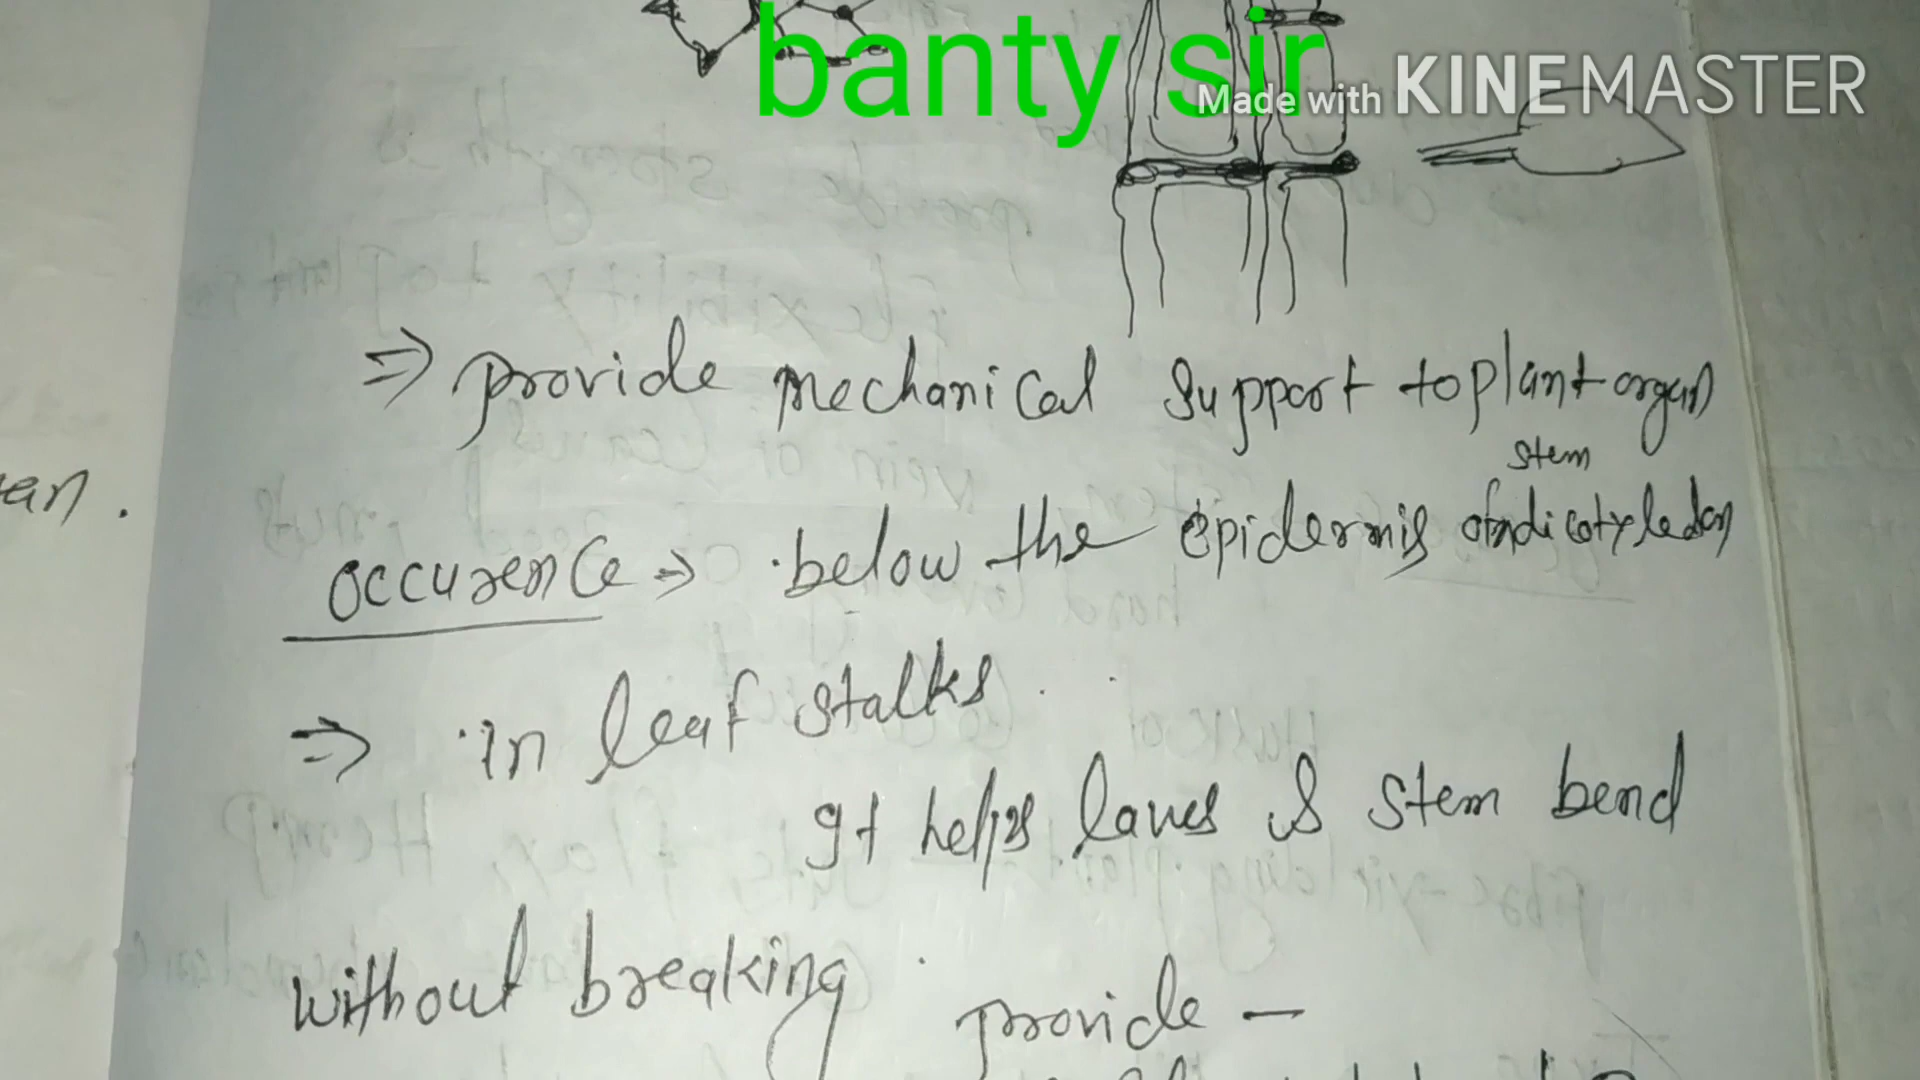 banty sir
Made with KINEMASTER
⇒ provide mechanical support to plant organ
stem
occurence ⇒ below the epidermis of dicotyledon
⇒ in leaf stalks
It helps laves & stem bend
without breaking
provide -